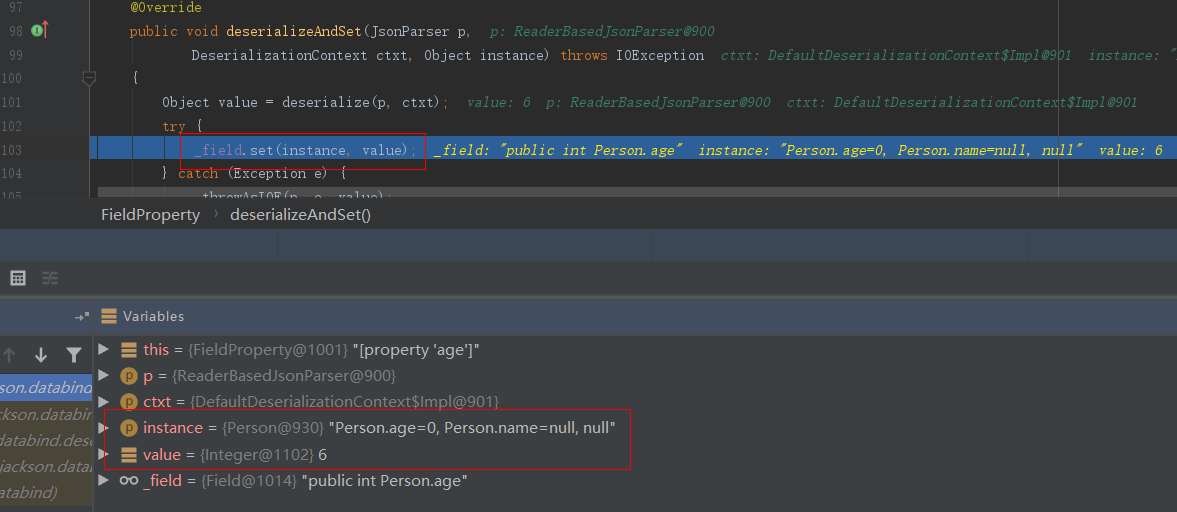 97 @Override
98 public void deserializeAndSet(JsonParser p, p: ReaderBasedJsonParser@900
99 DeserializationContext ctxt, Object instance) throws IOException ctxt: DefaultDeserializationContext$Impl@901 instance: "
100 {
101 Object value = deserialize(p, ctxt); value: 6 p: ReaderBasedJsonParser@900 ctxt: DefaultDeserializationContext$Impl@901
102 try {
103 _field.set(instance, value); _field: "public int Person.age" instance: "Person.age=0, Person.name=null, null" value: 6
104 } catch (Exception e) {
105 throwAsIOE(p, e, value);
FieldProperty › deserializeAndSet()
Variables
this = {FieldProperty@1001} "[property 'age']"
p p = {ReaderBasedJsonParser@900}
son.databind
p ctxt = {DefaultDeserializationContext$Impl@901}
ckson.databin
p instance = {Person@930} "Person.age=0, Person.name=null, null"
databind.dese
value = {Integer@1102} 6
jackson.datab
_field = {Field@1014} "public int Person.age"
atabind)